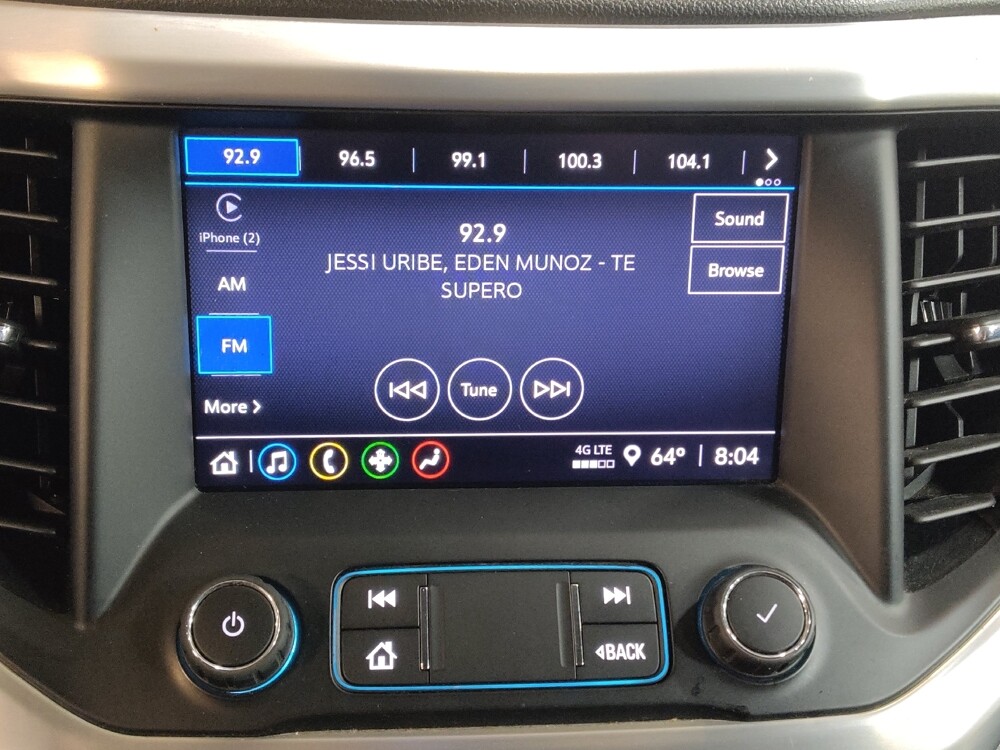 92.9 96.5 99.1 100.3 104.1
iPhone (2)
AM
FM
More
92.9
JESSI URIBE, EDEN MUNOZ - TE
SUPERO
Sound
Browse
Tune
4G LTE
64° 8:04
BACK